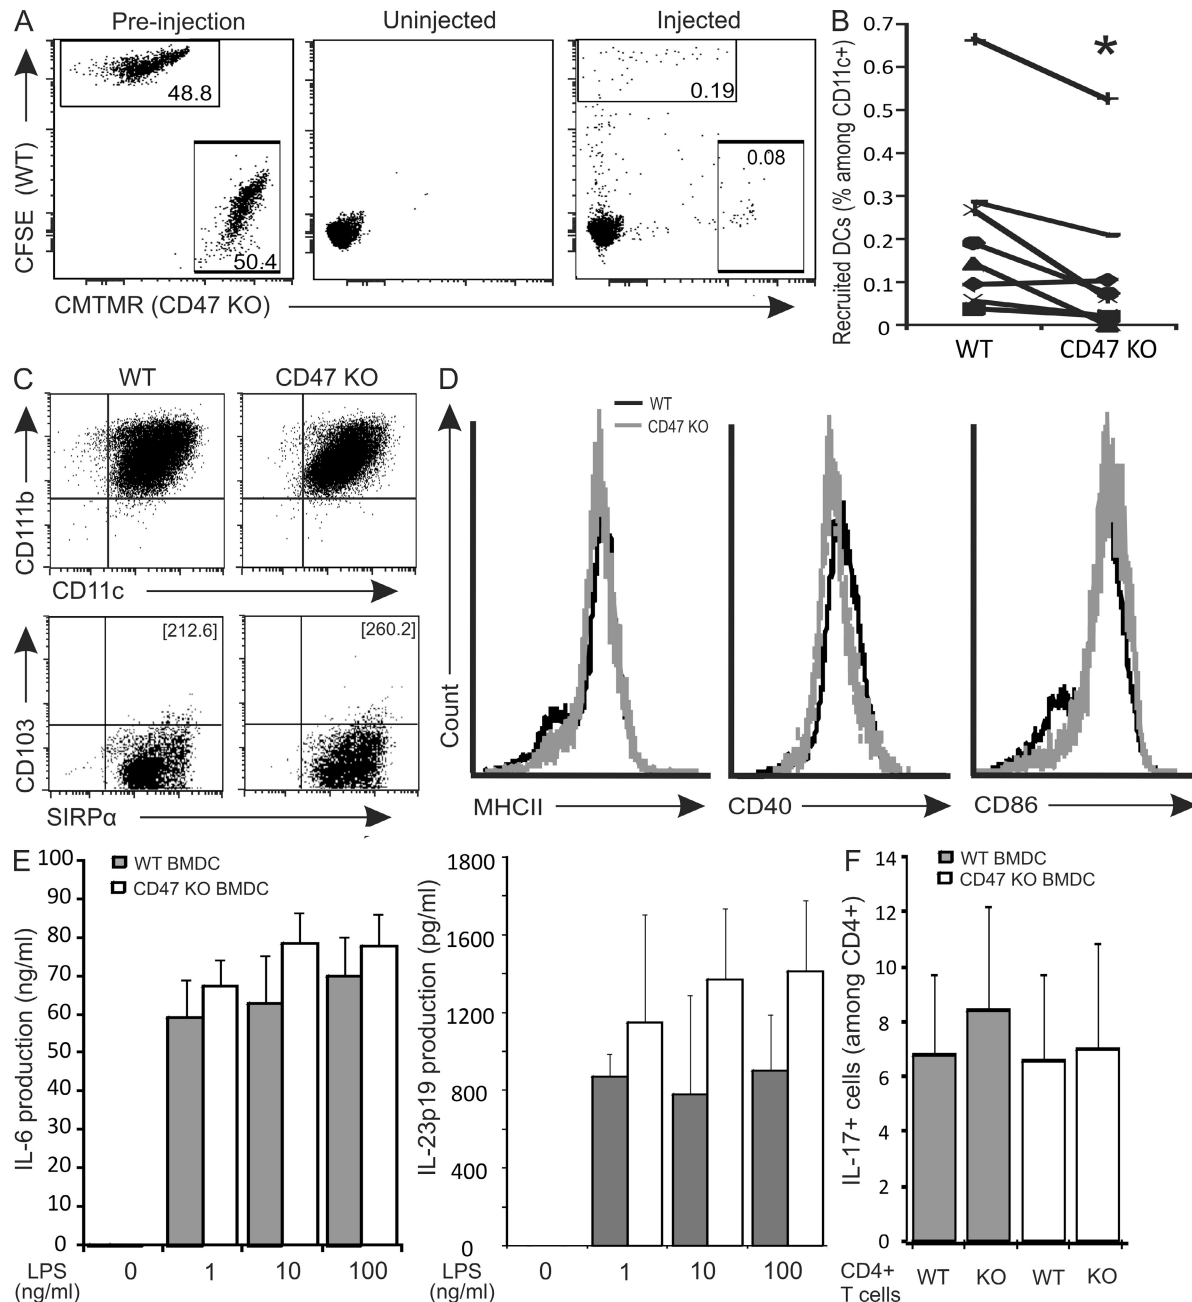 A
Pre-injection
Uninjected
Injected
48.8
50.4
0.19
0.08
CFSE (WT)
CMTMR (CD47 KO)
B
*
Recruited DCs (% among CD11c+)
0.7
0.6
0.5
0.4
0.3
0.2
0.1
0
WT
CD47 KO
C
WT
CD47 KO
CD111b
CD11c
[212.6]
[260.2]
CD103
SIRPα
D
WT
CD47 KO
Count
MHCII
CD40
CD86
E
WT BMDC
CD47 KO BMDC
IL-6 production (ng/ml)
100
90
80
70
60
50
40
30
20
10
0
LPS
(ng/ml)
0
1
10
100
IL-23p19 production (pg/ml)
1800
1600
1200
800
400
0
LPS
(ng/ml)
0
1
10
100
F
WT BMDC
CD47 KO BMDC
IL-17+ cells (among CD4+)
14
12
10
8
6
4
2
0
CD4+
T cells
WT
KO
WT
KO